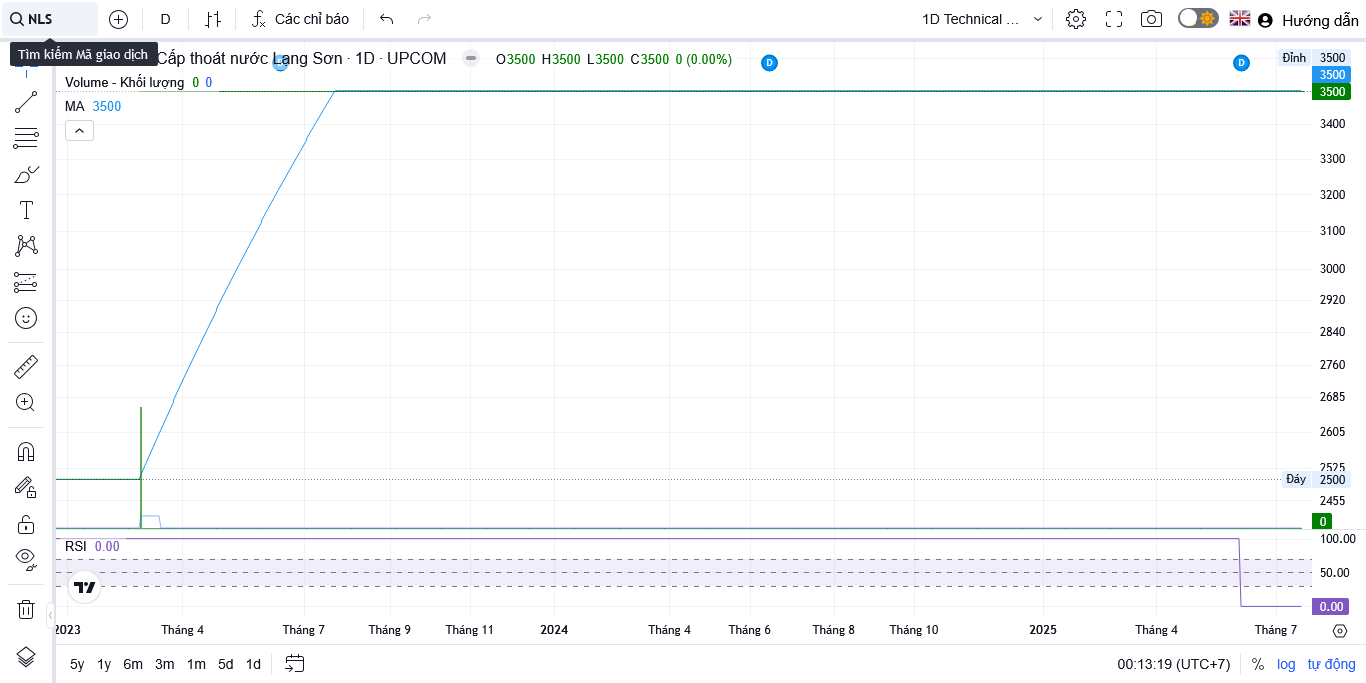 NLS
D
Các chỉ báo
1D Technical ...
Hướng dẫn
Tìm kiếm Mã giao dịch
Cấp thoát nước Lạng Sơn · 1D · UPCOM
O3500 H3500 L3500 C3500 0 (0.00%)
D
D
Đỉnh 3500
3500
3500
Volume - Khối lượng 0 0
MA 3500
3400
3300
3200
3100
3000
2920
2840
2760
2685
2605
2525
Đáy 2500
2455
0
RSI 0.00
100.00
50.00
0.00
2023 Tháng 4 Tháng 7 Tháng 9 Tháng 11 2024 Tháng 4 Tháng 6 Tháng 8 Tháng 10 2025 Tháng 4 Tháng 7
5y 1y 6m 3m 1m 5d 1d
00:13:19 (UTC+7) % log tự động